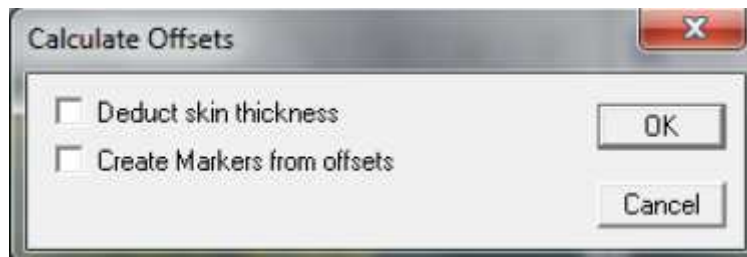 Calculate Offsets
Deduct skin thickness
Create Markers from offsets
OK
Cancel